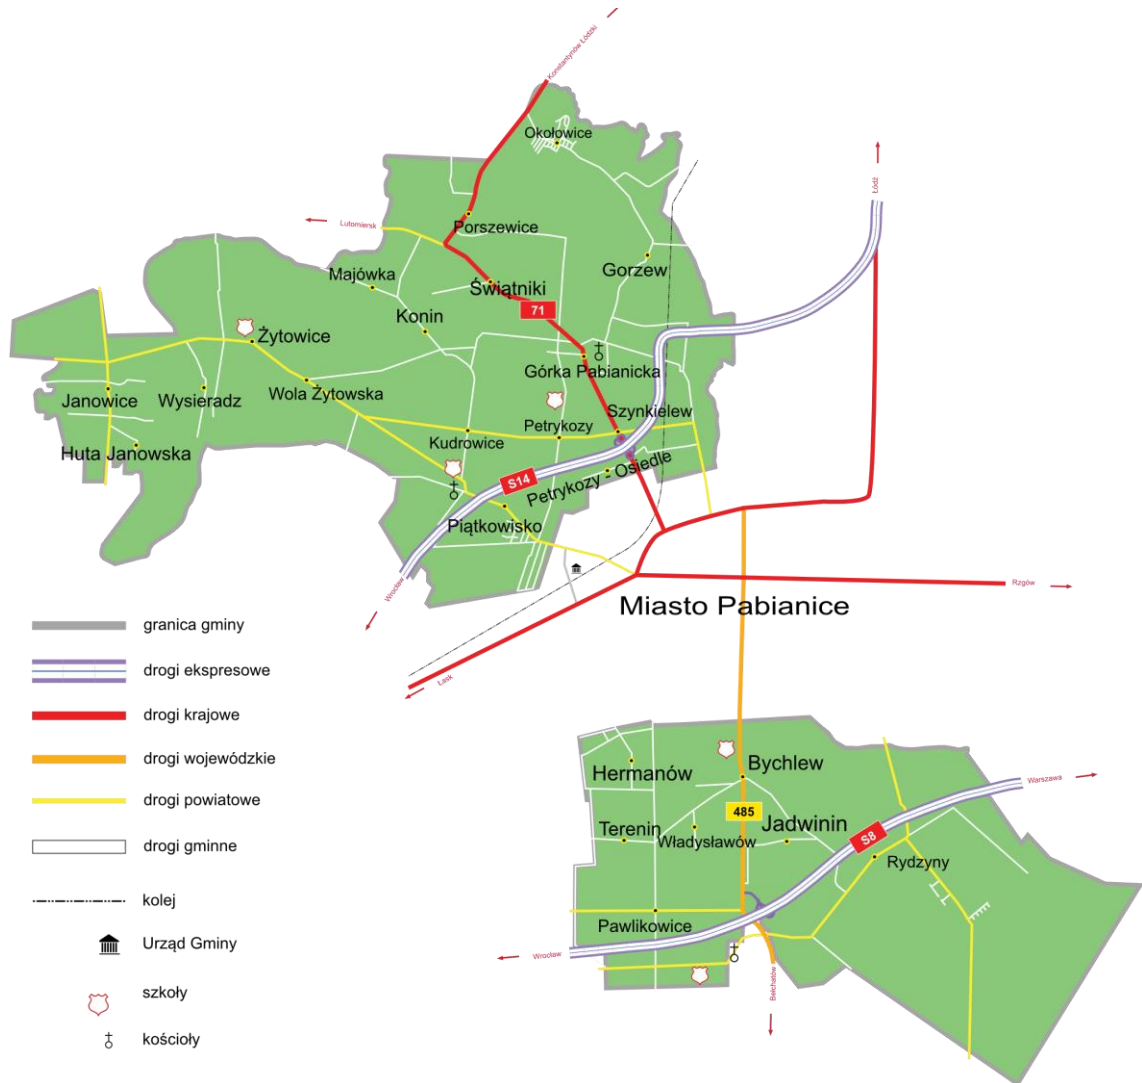 Konstantynów Łódzki
Okołowice
Łódź
Lutomiersk
Porszewice
Gorzew
Majówka
Świątniki
71
Konin
Żytowice
Górka Pabianicka
Janowice
Wysieradz
Wola Żytowska
Szynkielew
Petrykozy
Kudrowice
Huta Janowska
Petrykozy - Osiedle
S14
Piątkowisko
Wrocław
Rzgów
Miasto Pabianice
Łask
granica gminy
drogi ekspresowe
drogi krajowe
drogi wojewódzkie
drogi powiatowe
drogi gminne
kolej
Urząd Gminy
szkoły
kościoły
Hermanów
Bychlew
Warszawa
485
Terenin
Władysławów
Jadwinin
S8
Rydzyny
Pawlikowice
Wrocław
Bełchatów